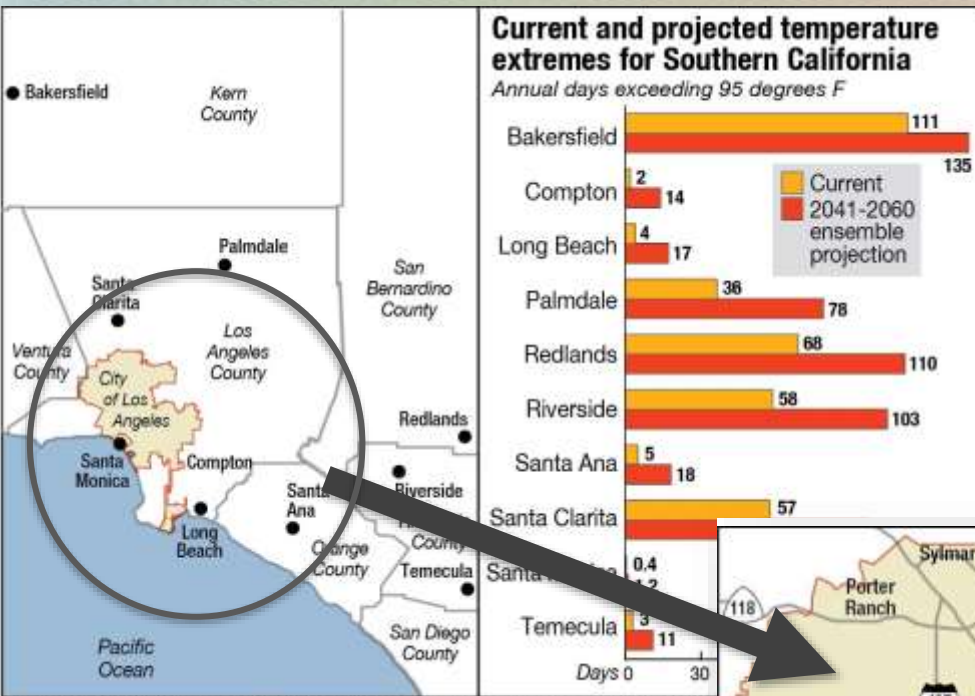 Bakersfield
Kern
County
Palmdale
Santa
Clarita
San
Bernardino
County
Ventura
County
Los
Angeles
County
City
of Los
Angeles
Redlands
Santa
Monica
Compton
Riverside
Santa
Ana
Long
Beach
Orange
County
County
Temecula
San Diego
County
Pacific
Ocean
Current and projected temperature
extremes for Southern California
Annual days exceeding 95 degrees F
Bakersfield 111
135
Compton 2
14
Long Beach 4
17
Palmdale 36
78
Redlands 68
110
Riverside 58
103
Santa Ana 5
18
Santa Clarita 57
Santa 0.4
Temecula 3
11
Days 0 30
Current
2041-2060
ensemble
projection
Sylmar
Porter
Ranch
118